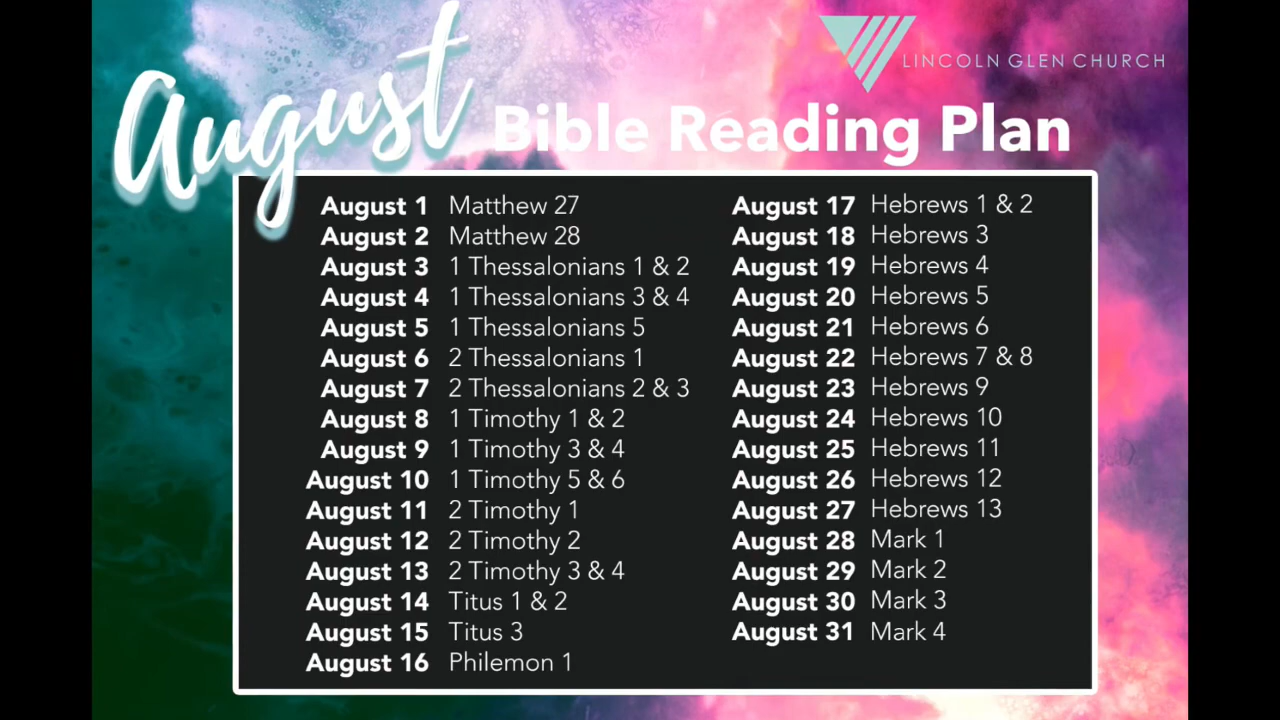 August
LINCOLN GLEN CHURCH
Bible Reading Plan
August 1 Matthew 27
August 2 Matthew 28
August 3 1 Thessalonians 1 & 2
August 4 1 Thessalonians 3 & 4
August 5 1 Thessalonians 5
August 6 2 Thessalonians 1
August 7 2 Thessalonians 2 & 3
August 8 1 Timothy 1 & 2
August 9 1 Timothy 3 & 4
August 10 1 Timothy 5 & 6
August 11 2 Timothy 1
August 12 2 Timothy 2
August 13 2 Timothy 3 & 4
August 14 Titus 1 & 2
August 15 Titus 3
August 16 Philemon 1
August 17 Hebrews 1 & 2
August 18 Hebrews 3
August 19 Hebrews 4
August 20 Hebrews 5
August 21 Hebrews 6
August 22 Hebrews 7 & 8
August 23 Hebrews 9
August 24 Hebrews 10
August 25 Hebrews 11
August 26 Hebrews 12
August 27 Hebrews 13
August 28 Mark 1
August 29 Mark 2
August 30 Mark 3
August 31 Mark 4